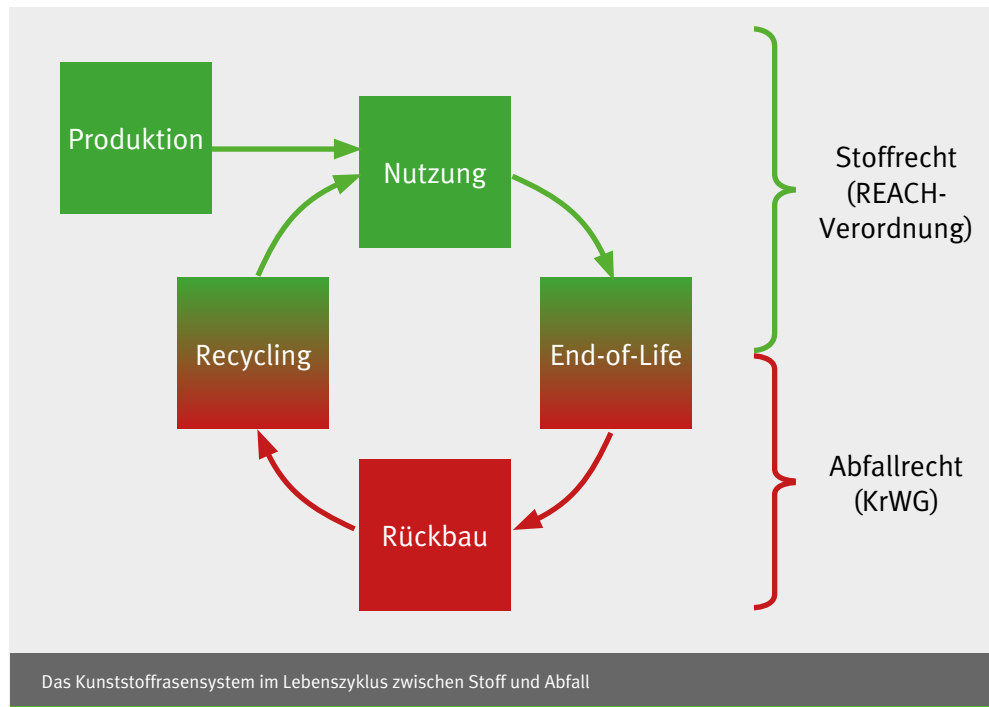 Produktion
Nutzung
Stoffrecht
(REACH-
Verordnung)
Recycling
End-of-Life
Abfallrecht
(KrWG)
Rückbau
Das Kunststoffrasensystem im Lebenszyklus zwischen Stoff und Abfall